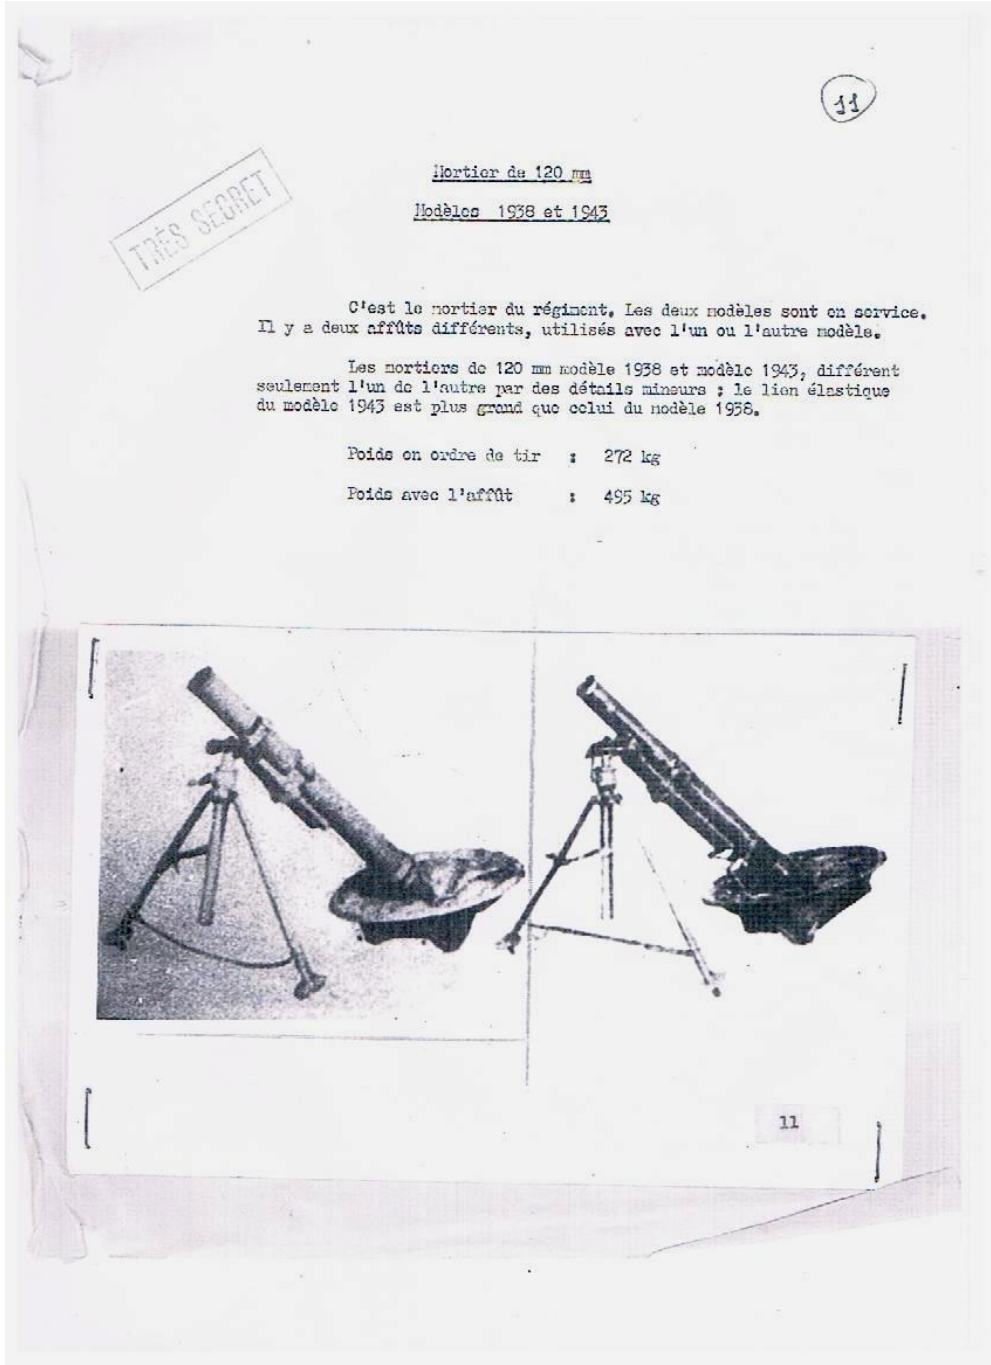 11
TRÈS SECRET
Mortier de 120 mm
Modèles 1938 et 1943
C'est le mortier du régiment. Les deux modèles sont en service.
Il y a deux affûts différents, utilisés avec l'un ou l'autre modèle.
Les mortiers de 120 mm modèle 1938 et modèle 1943, différent
seulement l'un de l'autre par des détails mineurs ; le lien élastique
du modèle 1943 est plus grand que celui du modèle 1938.
Poids en ordre de tir : 272 kg
Poids avec l'affût : 495 kg
11